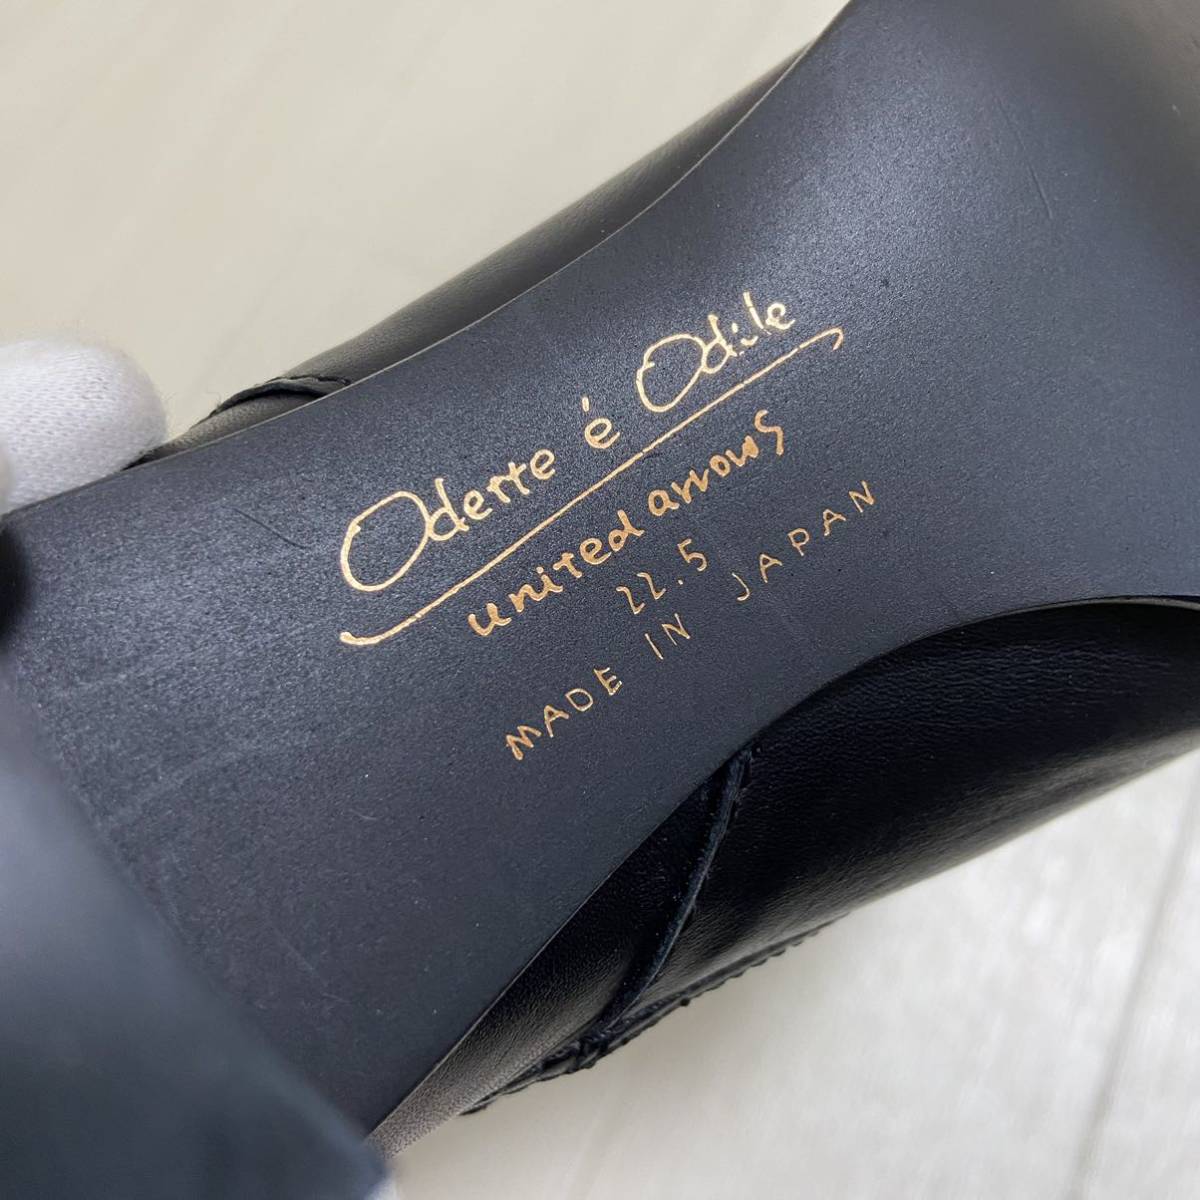 Odette é Odile
united arrows
22.5
MADE IN JAPAN